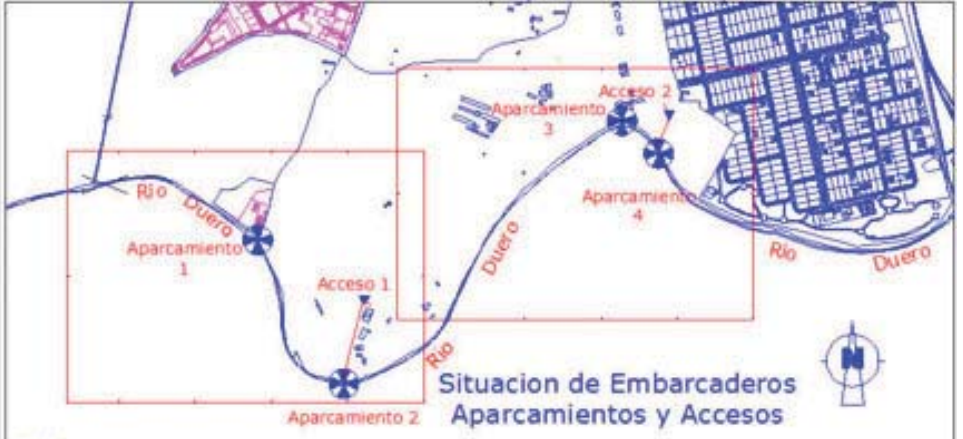 Acceso 2
Aparcamiento
3
Rio
Duero
Aparcamiento
4
Aparcamiento
1
Duero
Rio
Duero
Acceso 1
Rio
Situacion de Embarcaderos
Aparcamientos y Accesos
N
Aparcamiento 2